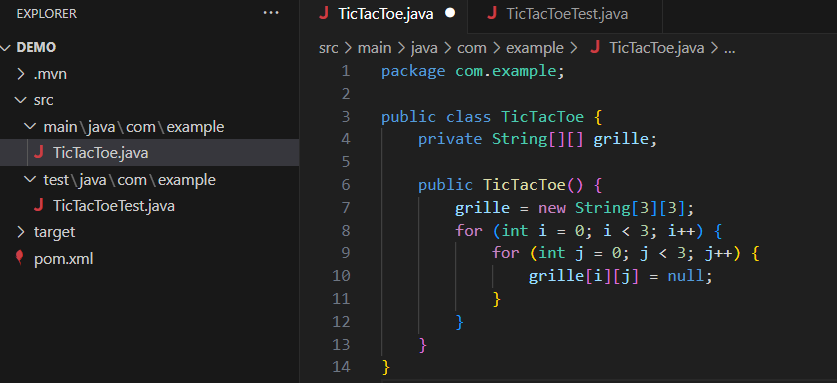 EXPLORER ...
DEMO
.mvn
src
main\java\com\example
J TicTacToe.java
test\java\com\example
J TicTacToeTest.java
target
pom.xml
J TicTacToe.java J TicTacToeTest.java
src > main > java > com > example > J TicTacToe.java > ...
1 package com.example;
2
3 public class TicTacToe {
4 private String[][] grille;
5
6 public TicTacToe() {
7 grille = new String[3][3];
8 for (int i = 0; i < 3; i++) {
9 for (int j = 0; j < 3; j++) {
10 grille[i][j] = null;
11 }
12 }
13 }
14 }